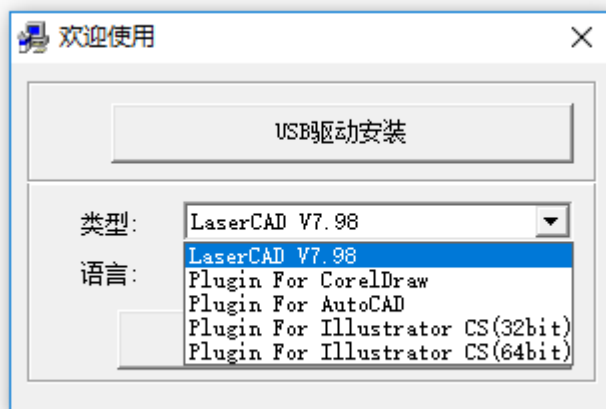 欢迎使用
USB驱动安装
类型:
LaserCAD V7.98
LaserCAD V7.98
语言:
Plugin For CorelDraw
Plugin For AutoCAD
Plugin For Illustrator CS(32bit)
Plugin For Illustrator CS(64bit)